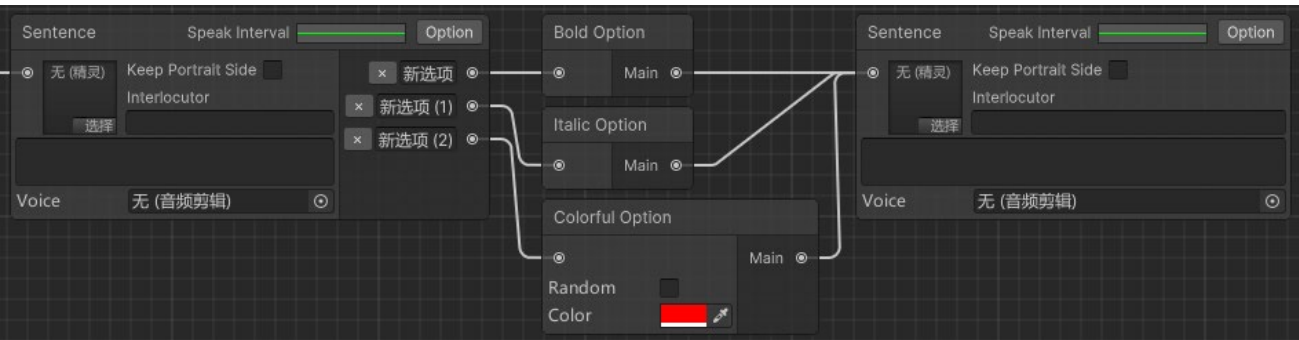 Sentence
Speak Interval
Option
无 (精灵)
选择
Keep Portrait Side
Interlocutor
× 新选项
× 新选项 (1)
× 新选项 (2)
Voice
无 (音频剪辑)
Bold Option
Main
Italic Option
Main
Colorful Option
Main
Random
Color
Sentence
Speak Interval
Option
无 (精灵)
选择
Keep Portrait Side
Interlocutor
Voice
无 (音频剪辑)